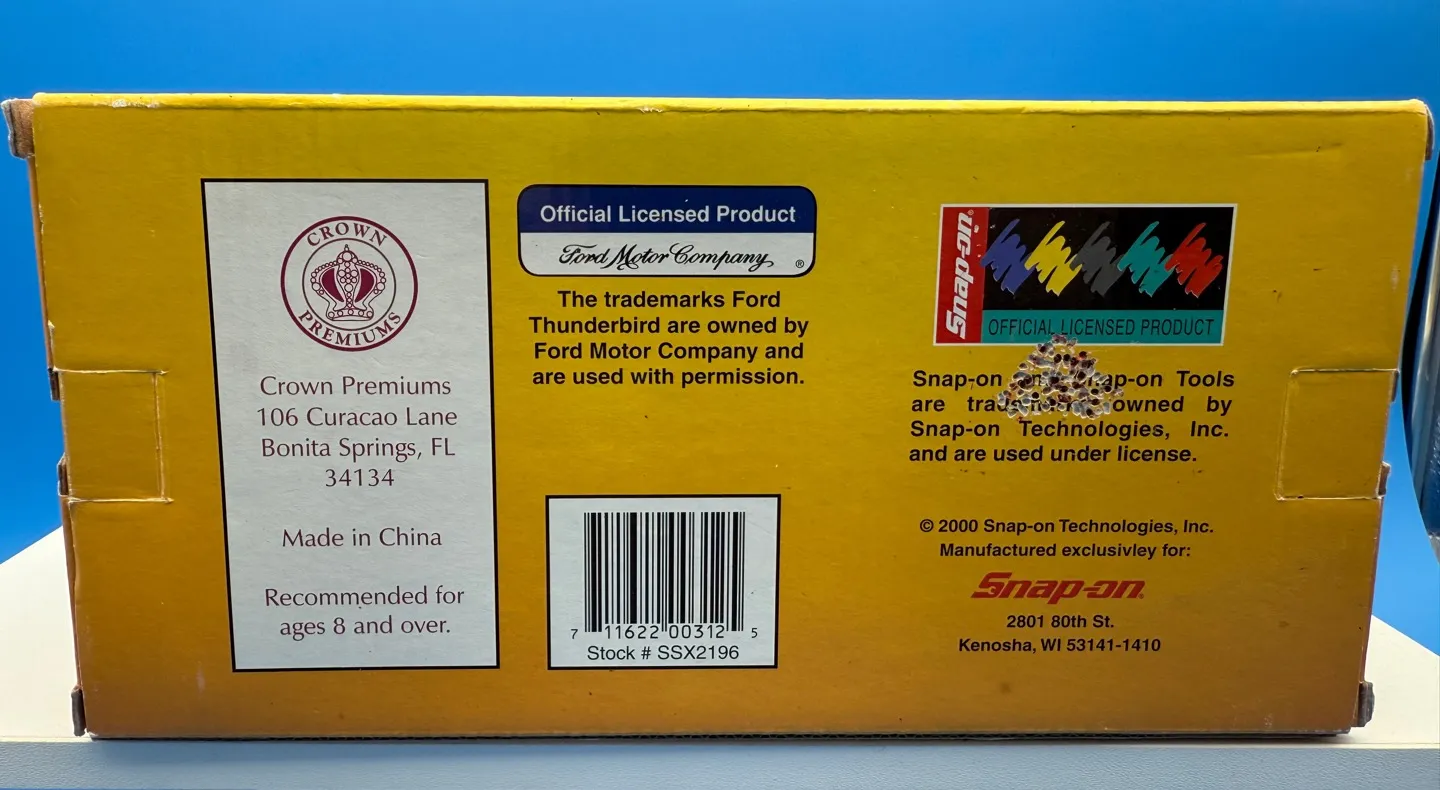 CROWN
PREMIUMS
Crown Premiums
106 Curacao Lane
Bonita Springs, FL
34134
Made in China
Recommended for
ages 8 and over.
Official Licensed Product
Ford Motor Company ®
The trademarks Ford
Thunderbird are owned by
Ford Motor Company and
are used with permission.
7 11622 00312 5
Stock # SSX2196
Snap-on®
OFFICIAL LICENSED PRODUCT
Snap-on Tools
are owned by
Snap-on Technologies, Inc.
and are used under license.
© 2000 Snap-on Technologies, Inc.
Manufactured exclusivley for:
Snap-on®
2801 80th St.
Kenosha, WI 53141-1410